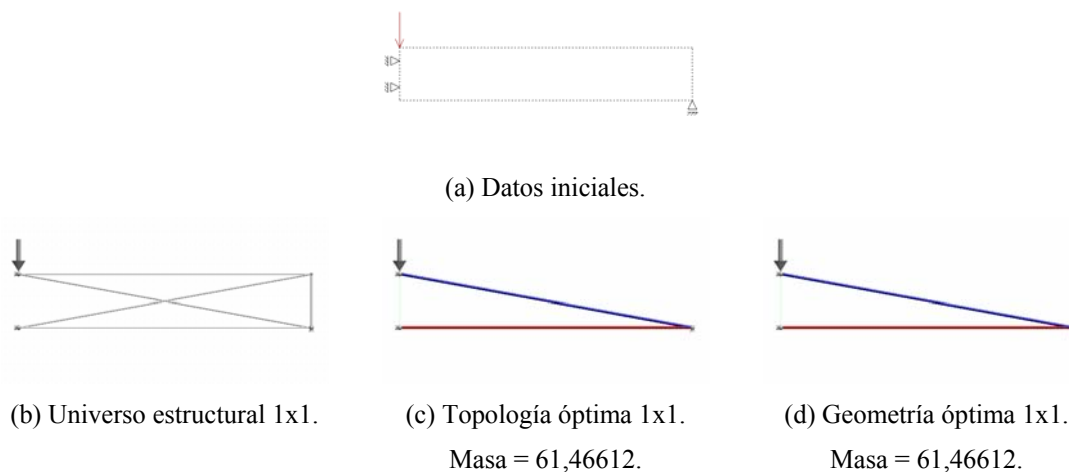 (a) Datos iniciales.
(b) Universo estructural 1x1.
(c) Topología óptima 1x1.
Masa = 61,46612.
(d) Geometría óptima 1x1.
Masa = 61,46612.